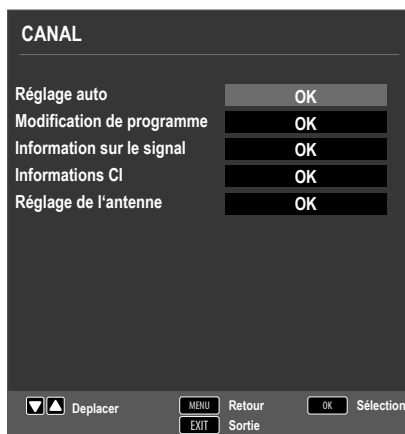 CANAL
Réglage auto OK
Modification de programme OK
Information sur le signal OK
Informations CI OK
Réglage de l‘antenne OK
Deplacer MENU Retour OK Sélection
EXIT Sortie